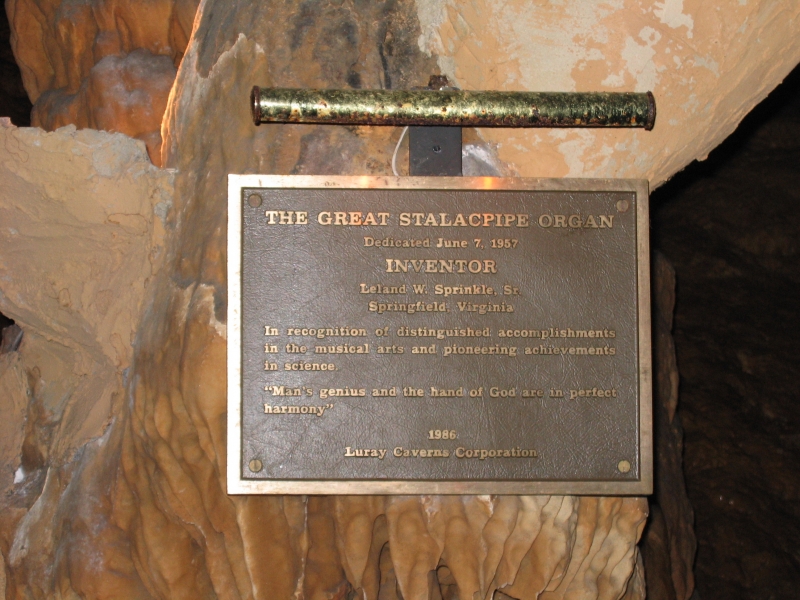 THE GREAT STALACPIPE ORGAN
Dedicated June 7, 1957
INVENTOR
Leland W. Sprinkle, Sr.
Springfield, Virginia
In recognition of distinguished accomplishments
in the musical arts and pioneering achievements
in science.
"Man's genius and the hand of God are in perfect
harmony"
1986
Luray Caverns Corporation